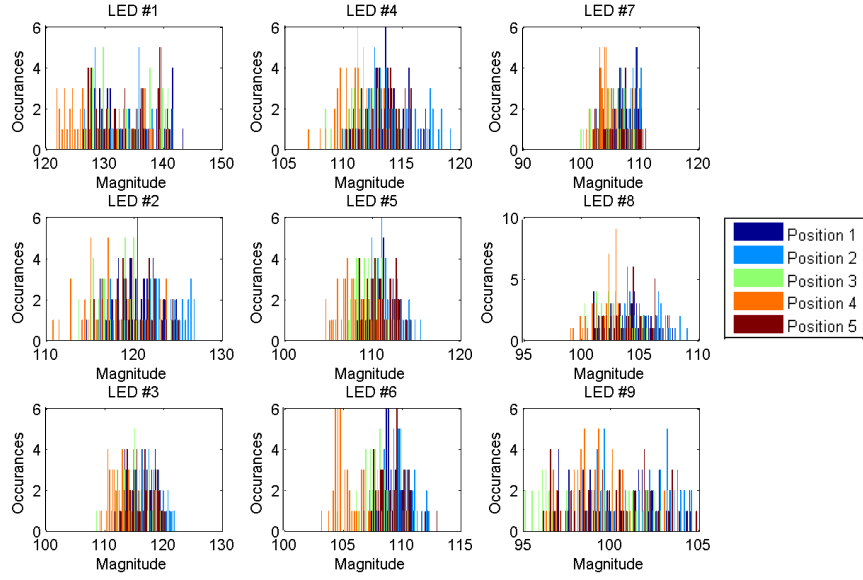 LED #1
Occurances
6
4
2
0
120 130 140 150
Magnitude
LED #4
Occurances
6
4
2
0
105 110 115 120
Magnitude
LED #7
Occurances
6
4
2
0
90 100 110 120
Magnitude
LED #2
Occurances
6
4
2
0
110 120 130
Magnitude
LED #5
Occurances
6
4
2
0
100 110 120
Magnitude
LED #8
Occurances
10
5
0
95 100 105 110
Magnitude
Position 1
Position 2
Position 3
Position 4
Position 5
LED #3
Occurances
6
4
2
0
100 110 120 130
Magnitude
LED #6
Occurances
6
4
2
0
100 105 110 115
Magnitude
LED #9
Occurances
6
4
2
0
95 100 105
Magnitude